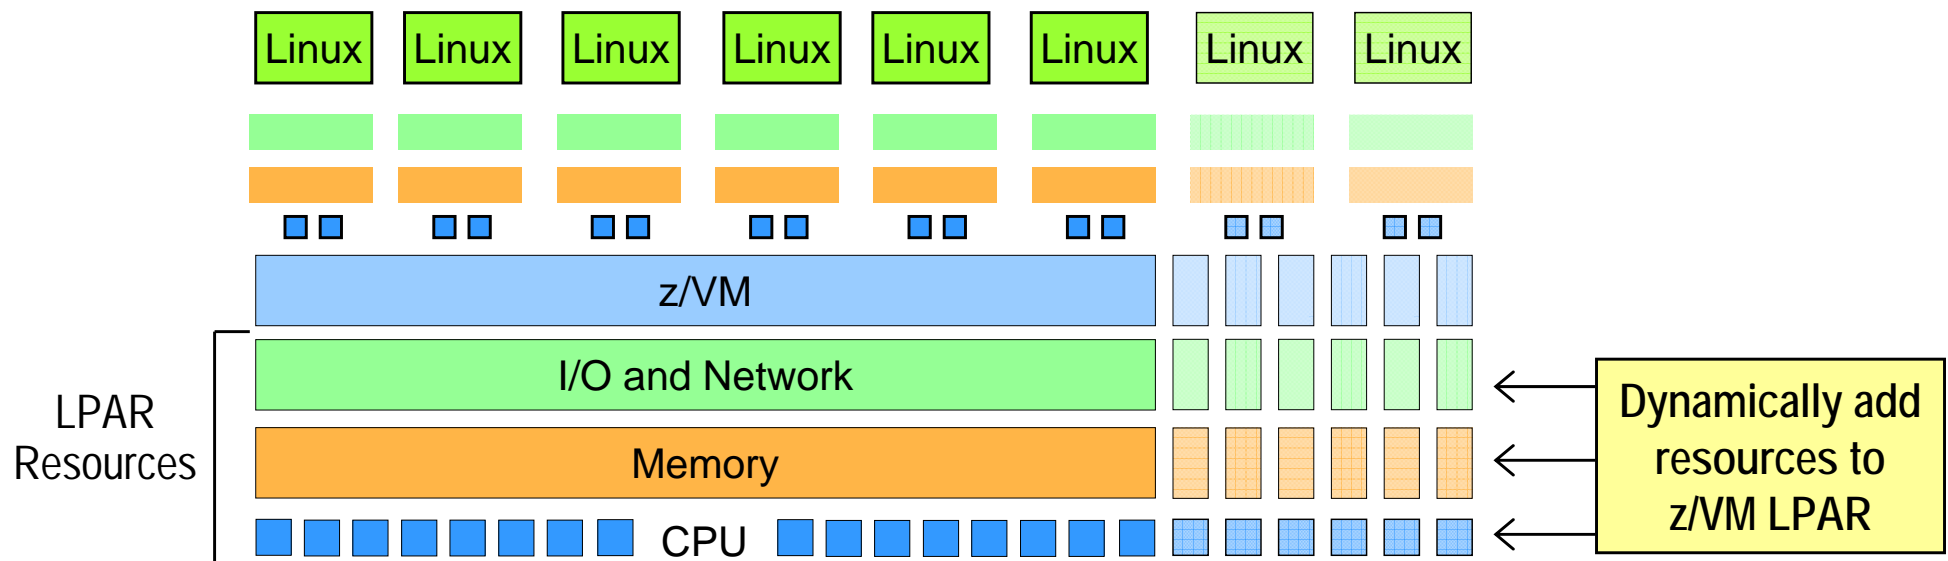 Linux Linux Linux Linux Linux Linux Linux Linux
z/VM
I/O and Network
Memory
CPU
LPAR
Resources
Dynamically add
resources to
z/VM LPAR